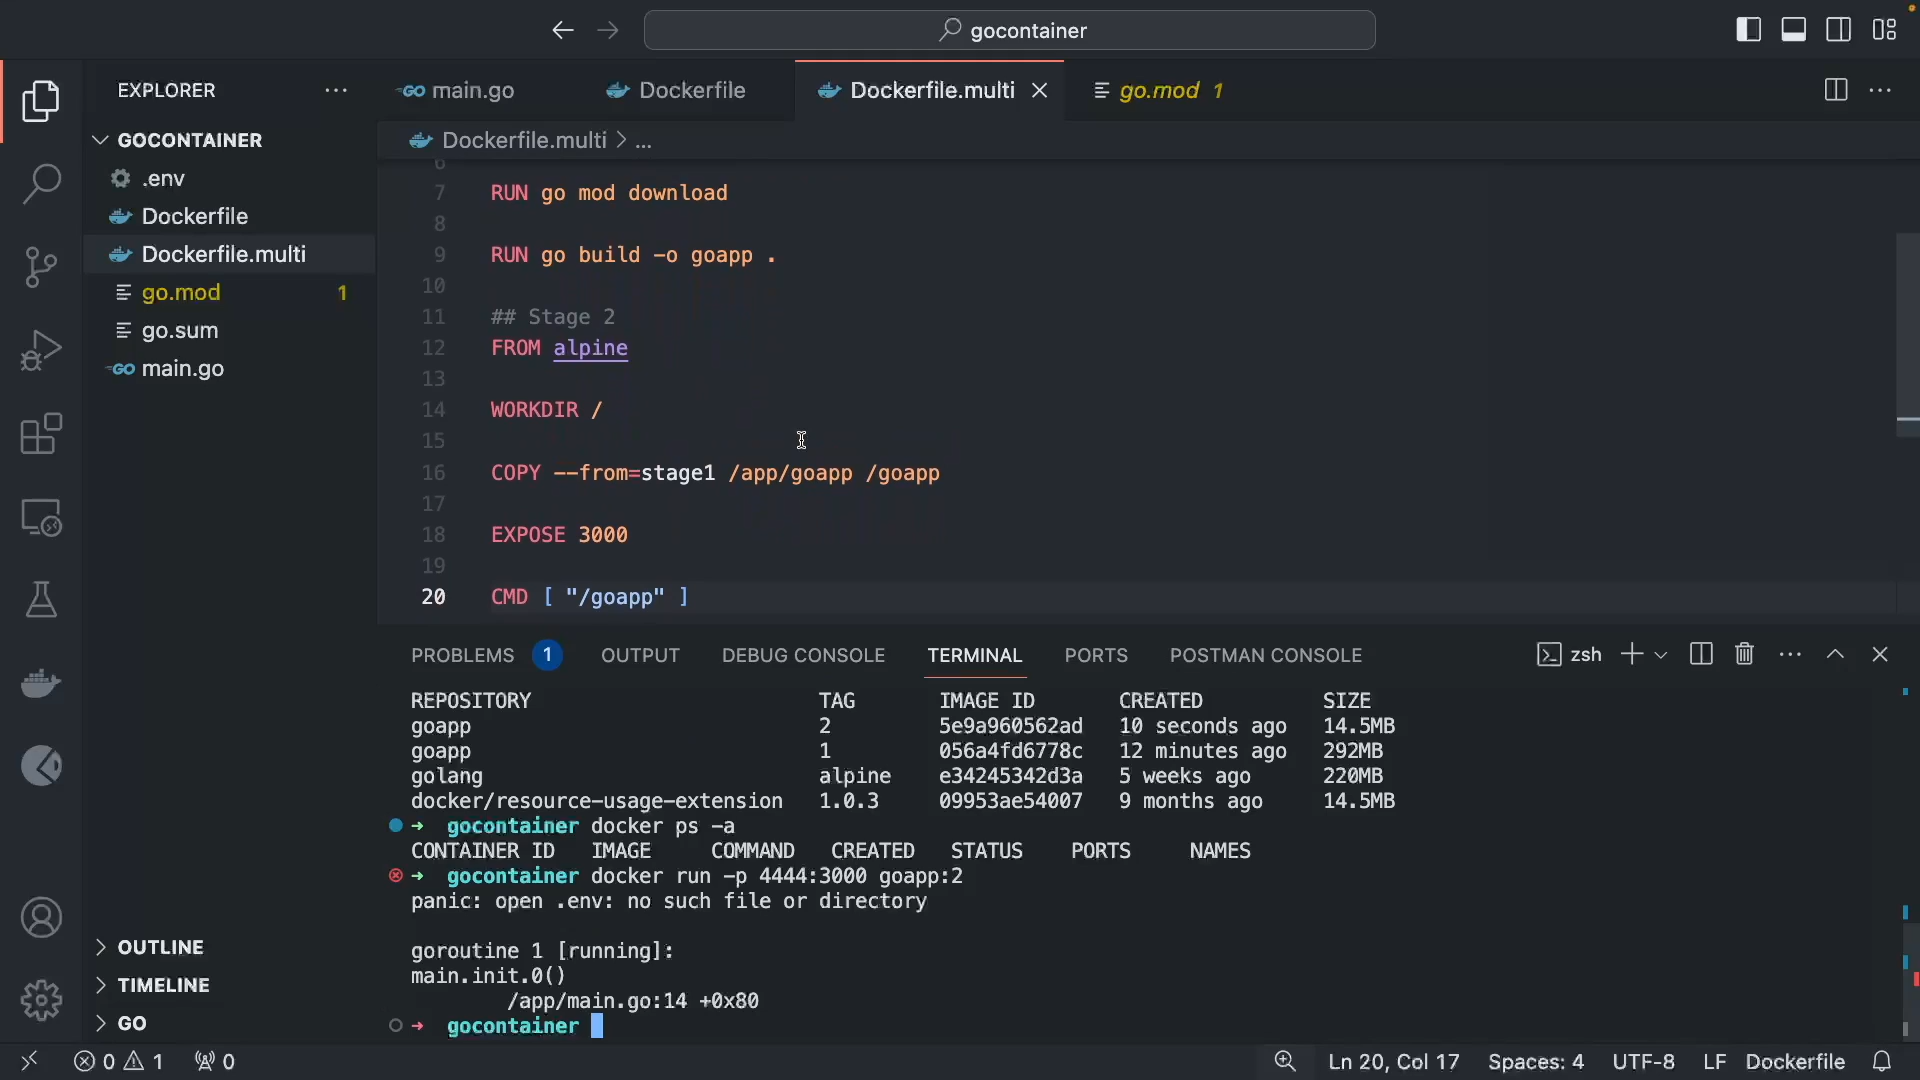 gocontainer
EXPLORER
GOCONTAINER
.env
Dockerfile
Dockerfile.multi
go.mod 1
go.sum
main.go
OUTLINE
TIMELINE
GO
main.go
Dockerfile
Dockerfile.multi
go.mod 1
Dockerfile.multi > ...
6
7 RUN go mod download
8
9 RUN go build -o goapp .
10
11 ## Stage 2
12 FROM alpine
13
14 WORKDIR /
15
16 COPY --from=stage1 /app/goapp /goapp
17
18 EXPOSE 3000
19
20 CMD [ "/goapp" ]
PROBLEMS 1 OUTPUT DEBUG CONSOLE TERMINAL PORTS POSTMAN CONSOLE zsh
REPOSITORY TAG IMAGE ID CREATED SIZE
goapp 2 5e9a960562ad 10 seconds ago 14.5MB
goapp 1 056a4fd6778c 12 minutes ago 292MB
golang alpine e34245342d3a 5 weeks ago 220MB
docker/resource-usage-extension 1.0.3 09953ae54007 9 months ago 14.5MB
➜ gocontainer docker ps -a
CONTAINER ID IMAGE COMMAND CREATED STATUS PORTS NAMES
➜ gocontainer docker run -p 4444:3000 goapp:2
panic: open .env: no such file or directory
goroutine 1 [running]:
main.init.0()
/app/main.go:14 +0x80
➜ gocontainer
0 1 0 Ln 20, Col 17 Spaces: 4 UTF-8 LF Dockerfile